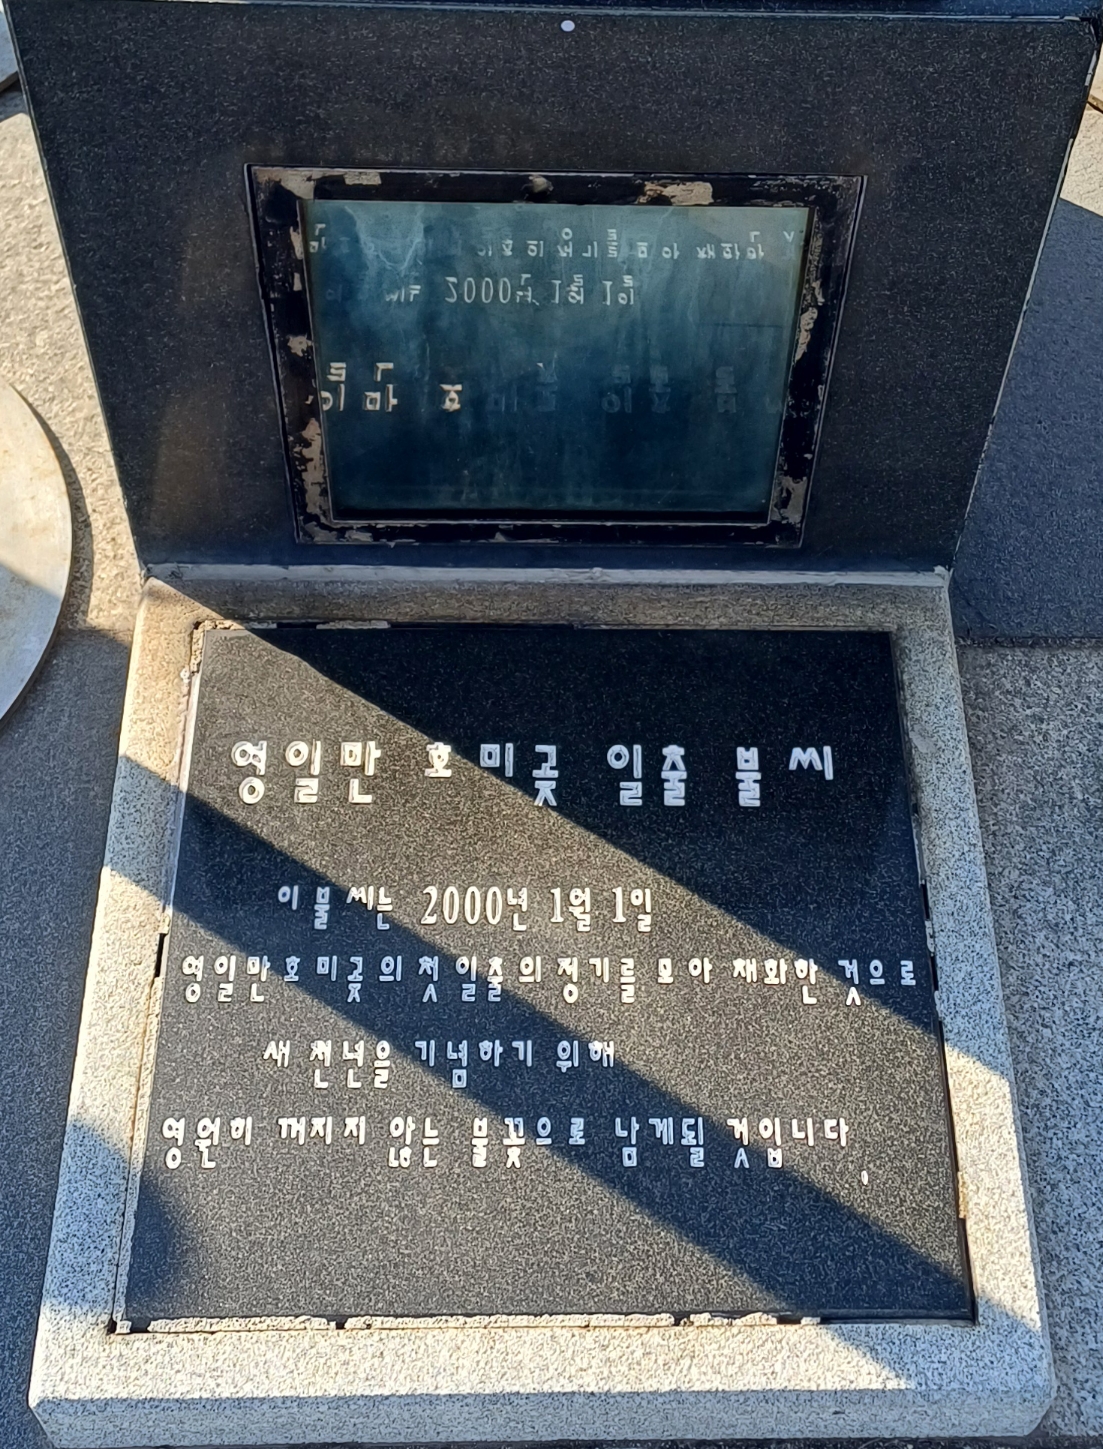 영일만 호미곶 일출 불씨
이 불씨는 2000년 1월 1일
영일만 호미곶의 첫 일출의 정기를 모아 채화한 것으로
새 천년을 기념하기 위해
영원히 꺼지지 않는 불꽃으로 남게될 것입니다.